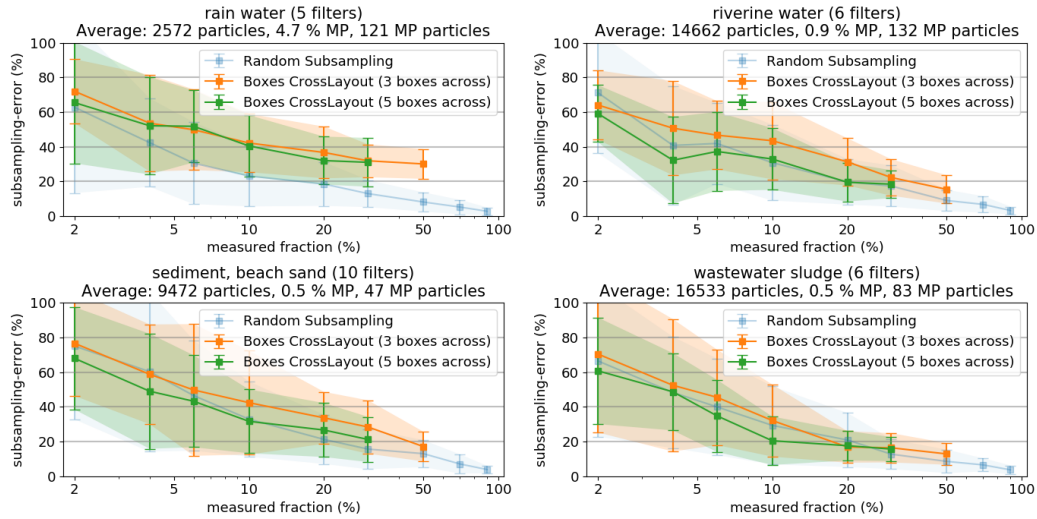 rain water (5 filters)
Average: 2572 particles, 4.7 % MP, 121 MP particles
100
80
60
40
20
0
subsampling-error (%)
Random Subsampling
Boxes CrossLayout (3 boxes across)
Boxes CrossLayout (5 boxes across)
2
5
10
20
50
100
measured fraction (%)
riverine water (6 filters)
Average: 14662 particles, 0.9 % MP, 132 MP particles
100
80
60
40
20
0
subsampling-error (%)
Random Subsampling
Boxes CrossLayout (3 boxes across)
Boxes CrossLayout (5 boxes across)
2
5
10
20
50
100
measured fraction (%)
sediment, beach sand (10 filters)
Average: 9472 particles, 0.5 % MP, 47 MP particles
100
80
60
40
20
0
subsampling-error (%)
Random Subsampling
Boxes CrossLayout (3 boxes across)
Boxes CrossLayout (5 boxes across)
2
5
10
20
50
100
measured fraction (%)
wastewater sludge (6 filters)
Average: 16533 particles, 0.5 % MP, 83 MP particles
100
80
60
40
20
0
subsampling-error (%)
Random Subsampling
Boxes CrossLayout (3 boxes across)
Boxes CrossLayout (5 boxes across)
2
5
10
20
50
100
measured fraction (%)